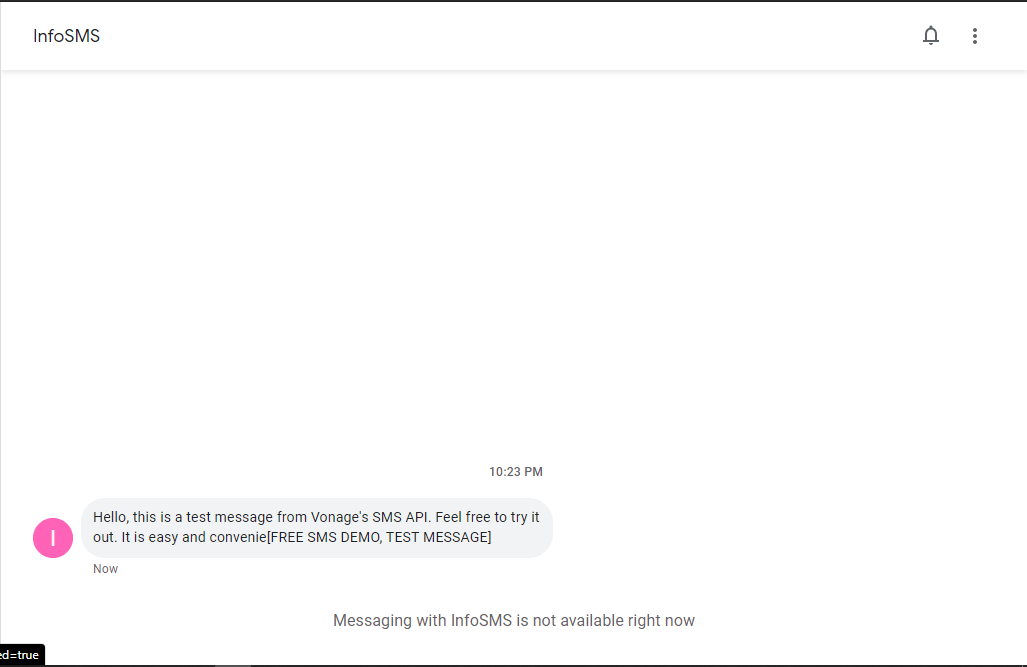 InfoSMS
10:23 PM
Hello, this is a test message from Vonage's SMS API. Feel free to try it
out. It is easy and convenie[FREE SMS DEMO, TEST MESSAGE]
I
Now
Messaging with InfoSMS is not available right now
ed=true